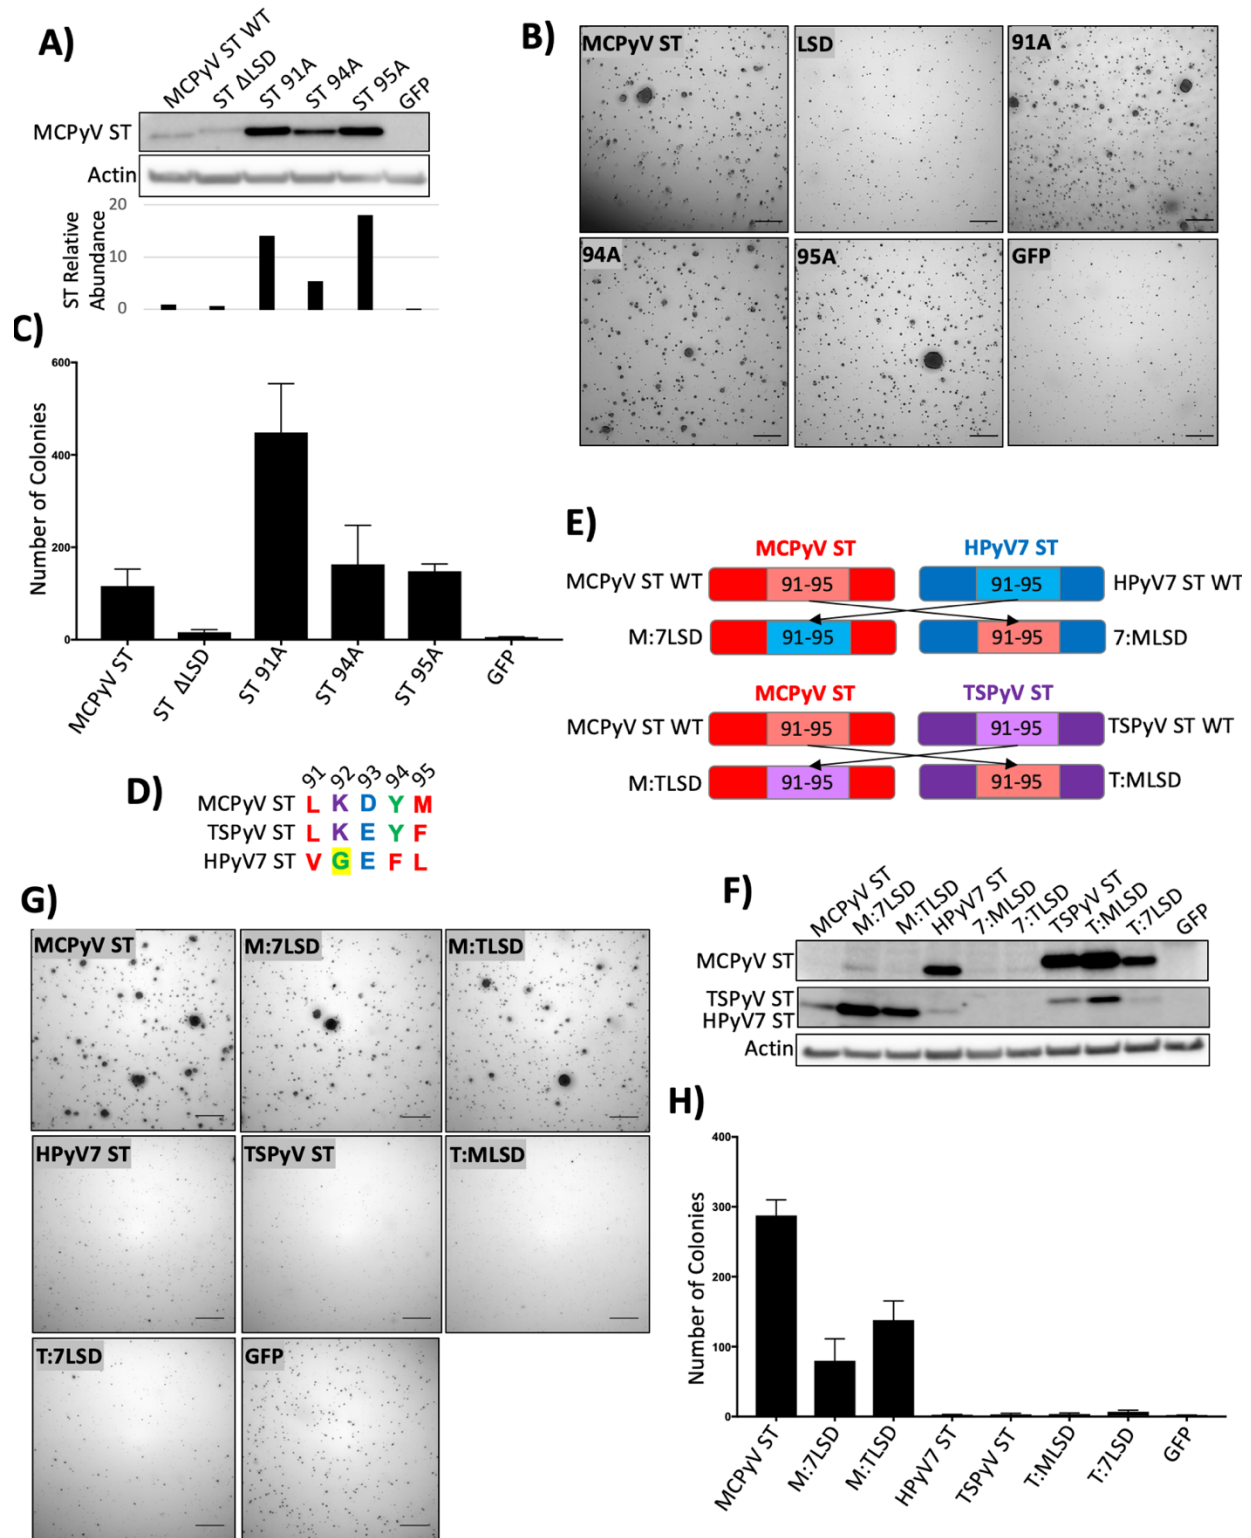 A)
MCPyV ST WT
ST ΔLSD
ST 91A
ST 94A
ST 95A
GFP
MCPyV ST
Actin
20
10
0
ST Relative
Abundance
B)
MCPyV ST
LSD
91A
94A
95A
GFP
C)
600
400
200
0
Number of Colonies
MCPyV ST
ST ΔLSD
ST 91A
ST 94A
ST 95A
GFP
D)
91 92 93 94 95
MCPyV ST L K D Y M
TSPyV ST L K E Y F
HPyV7 ST V G E F L
E)
MCPyV ST HPyV7 ST
MCPyV ST WT 91-95 91-95 HPyV7 ST WT
M:7LSD 91-95 91-95 7:MLSD
MCPyV ST TSPyV ST
MCPyV ST WT 91-95 91-95 TSPyV ST WT
M:TLSD 91-95 91-95 T:MLSD
F)
MCPyV ST
M:7LSD
M:TLSD
HPyV7 ST
7:MLSD
7:TLSD
TSPyV ST
T:MLSD
T:7LSD
GFP
MCPyV ST
TSPyV ST
HPyV7 ST
Actin
G)
MCPyV ST
M:7LSD
M:TLSD
HPyV7 ST
TSPyV ST
T:MLSD
T:7LSD
GFP
H)
400
300
200
100
0
Number of Colonies
MCPyV ST
M:7LSD
M:TLSD
HPyV7 ST
TSPyV ST
T:MLSD
T:7LSD
GFP